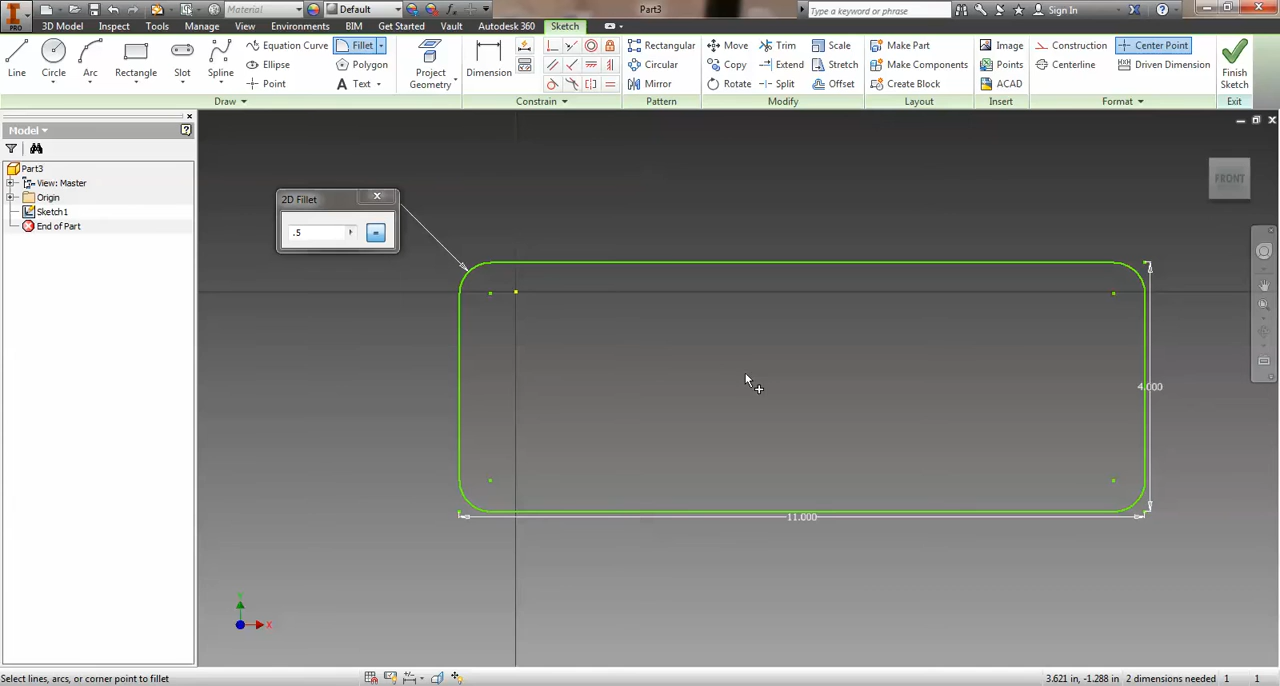 Material
Default
Part3
Type a keyword or phrase
Sign In
PRO
3D Model
Inspect
Tools
Manage
View
Environments
BIM
Get Started
Vault
Autodesk 360
Sketch
Line
Circle
Arc
Rectangle
Slot
Spline
Equation Curve
Ellipse
Point
Fillet
Polygon
Text
Project
Geometry
Dimension
Rectangular
Circular
Mirror
Move
Copy
Rotate
Trim
Extend
Split
Scale
Stretch
Offset
Make Part
Make Components
Create Block
Image
Points
ACAD
Construction
Centerline
Center Point
Driven Dimension
Finish
Sketch
Draw
Constrain
Pattern
Modify
Layout
Insert
Format
Exit
Model
Part3
View: Master
Origin
Sketch1
End of Part
2D Fillet
.5
=
FRONT
4.000
11.000
Y
X
Select lines, arcs, or corner point to fillet
3.621 in, -1.288 in
2 dimensions needed
1
1